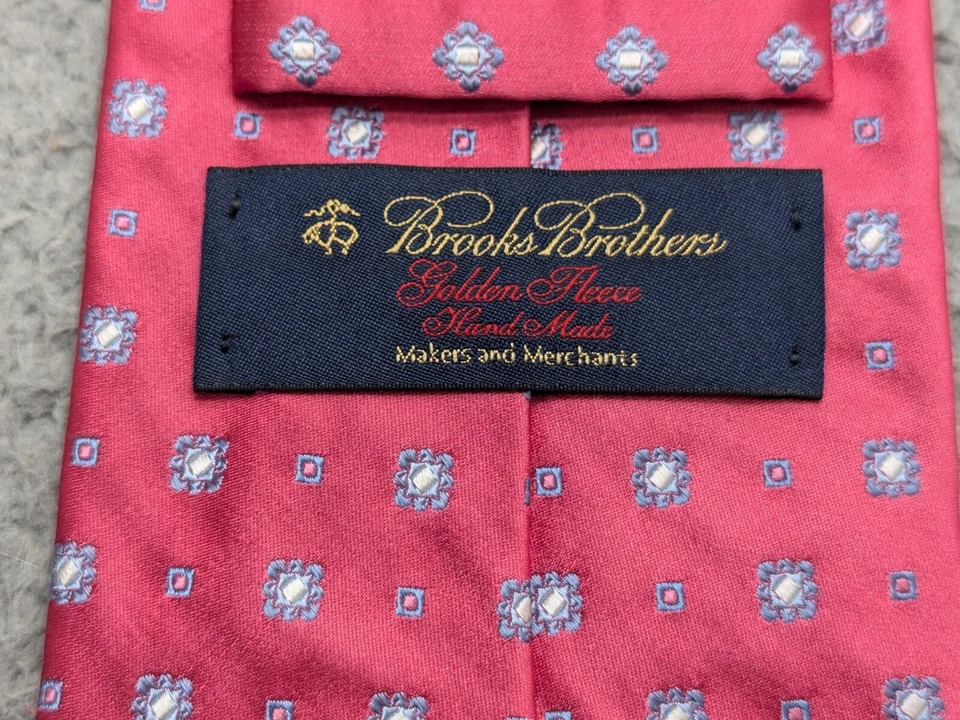 Brooks Brothers
Golden Fleece
Hand Made
Makers and Merchants